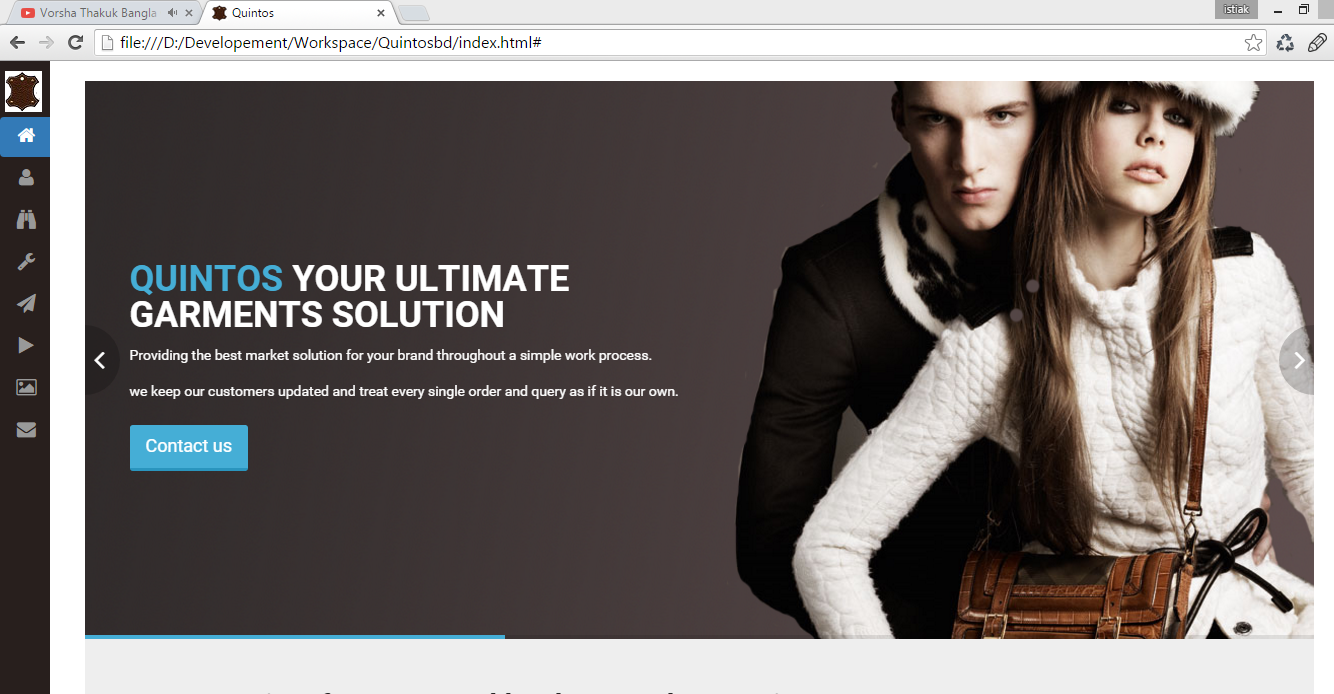 Vorsha Thakuk Bangla
Quintos
istiak
file:///D:/Developement/Workspace/Quintosbd/index.html#
QUINTOS YOUR ULTIMATE
GARMENTS SOLUTION
Providing the best market solution for your brand throughout a simple work process.
we keep our customers updated and treat every single order and query as if it is our own.
Contact us